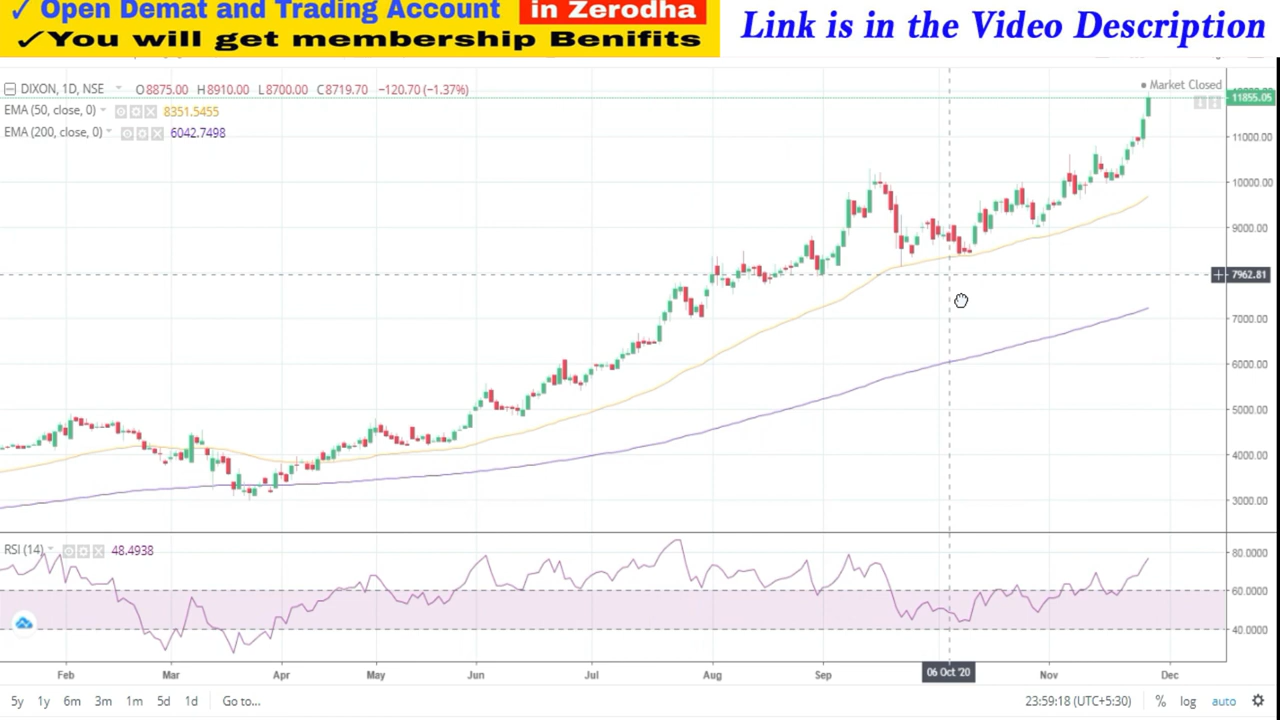 ✓ Open Demat and Trading Account in Zerodha
✓You will get membership Benifits
Link is in the Video Description
DIXON, 1D, NSE O8875.00 H8910.00 L8700.00 C8719.70 −120.70 (−1.37%)
Market Closed
EMA (50, close, 0) 8351.5455
EMA (200, close, 0) 6042.7498
11855.05
11000.00
10000.00
9000.00
7962.81
7000.00
6000.00
5000.00
4000.00
3000.00
RSI (14) 48.4938
80.0000
60.0000
40.0000
Feb Mar Apr May Jun Jul Aug Sep 06 Oct '20 Nov Dec
5y 1y 6m 3m 1m 5d 1d Go to... 23:59:18 (UTC+5:30) % log auto